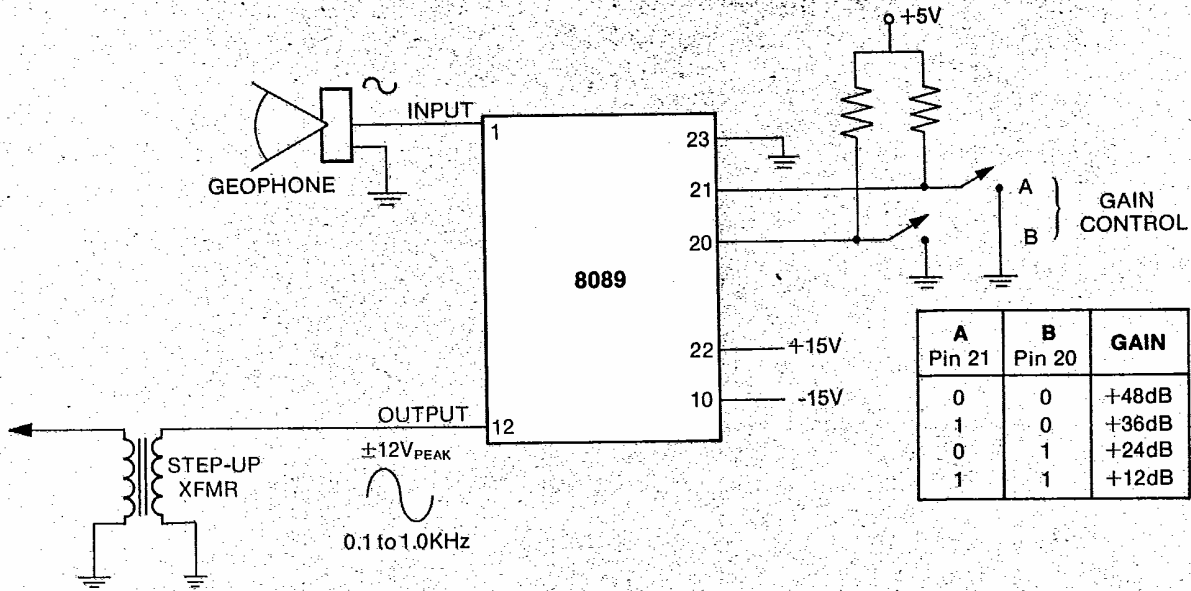 +5V
INPUT
1
GEOPHONE
23
21
20
A
B
GAIN
CONTROL
8089
22
+15V
10
-15V
OUTPUT
12
±12VPEAK
0.1 to 1.0KHz
STEP-UP
XFMR
A B GAIN
Pin 21 Pin 20
0 0 +48dB
1 0 +36dB
0 1 +24dB
1 1 +12dB